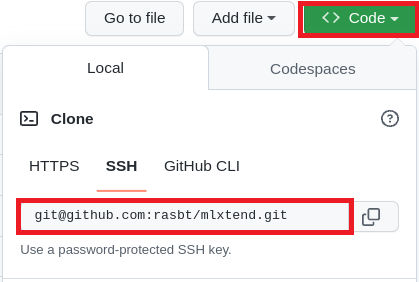 Go to file Add file Code
Local Codespaces
Clone
HTTPS SSH GitHub CLI
git@github.com:rasbt/mlxtend.git
Use a password-protected SSH key.